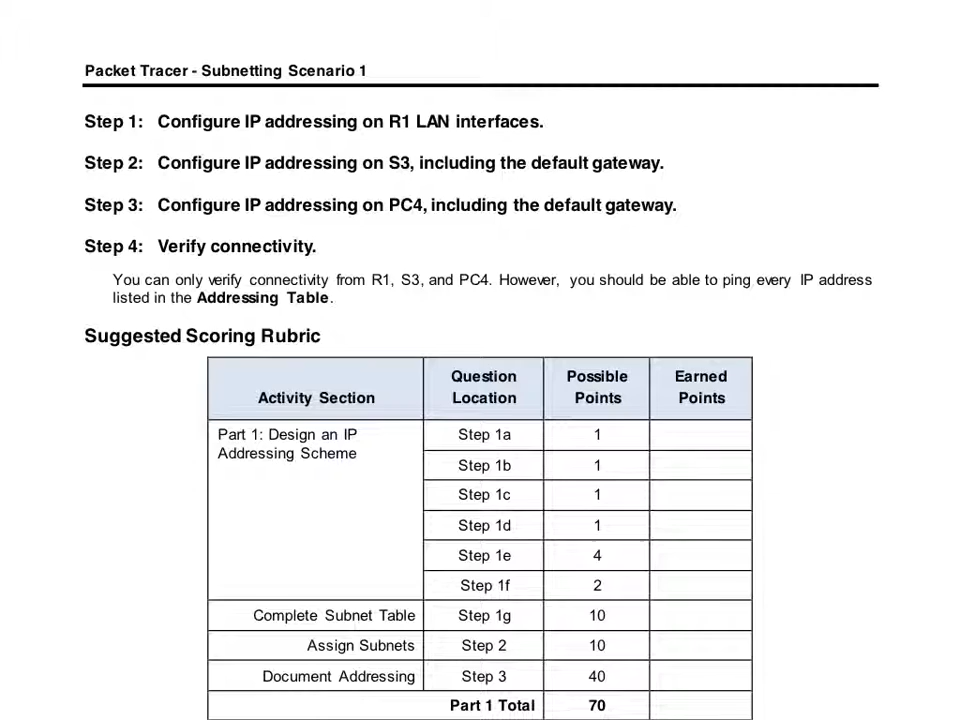 Packet Tracer - Subnetting Scenario 1
Step 1: Configure IP addressing on R1 LAN interfaces.
Step 2: Configure IP addressing on S3, including the default gateway.
Step 3: Configure IP addressing on PC4, including the default gateway.
Step 4: Verify connectivity.
You can only verify connectivity from R1, S3, and PC4. However, you should be able to ping every IP address
listed in the Addressing Table.
Suggested Scoring Rubric
Activity Section Question Location Possible Points Earned Points
Part 1: Design an IP Addressing Scheme Step 1a 1
Step 1b 1
Step 1c 1
Step 1d 1
Step 1e 4
Step 1f 2
Complete Subnet Table Step 1g 10
Assign Subnets Step 2 10
Document Addressing Step 3 40
Part 1 Total 70